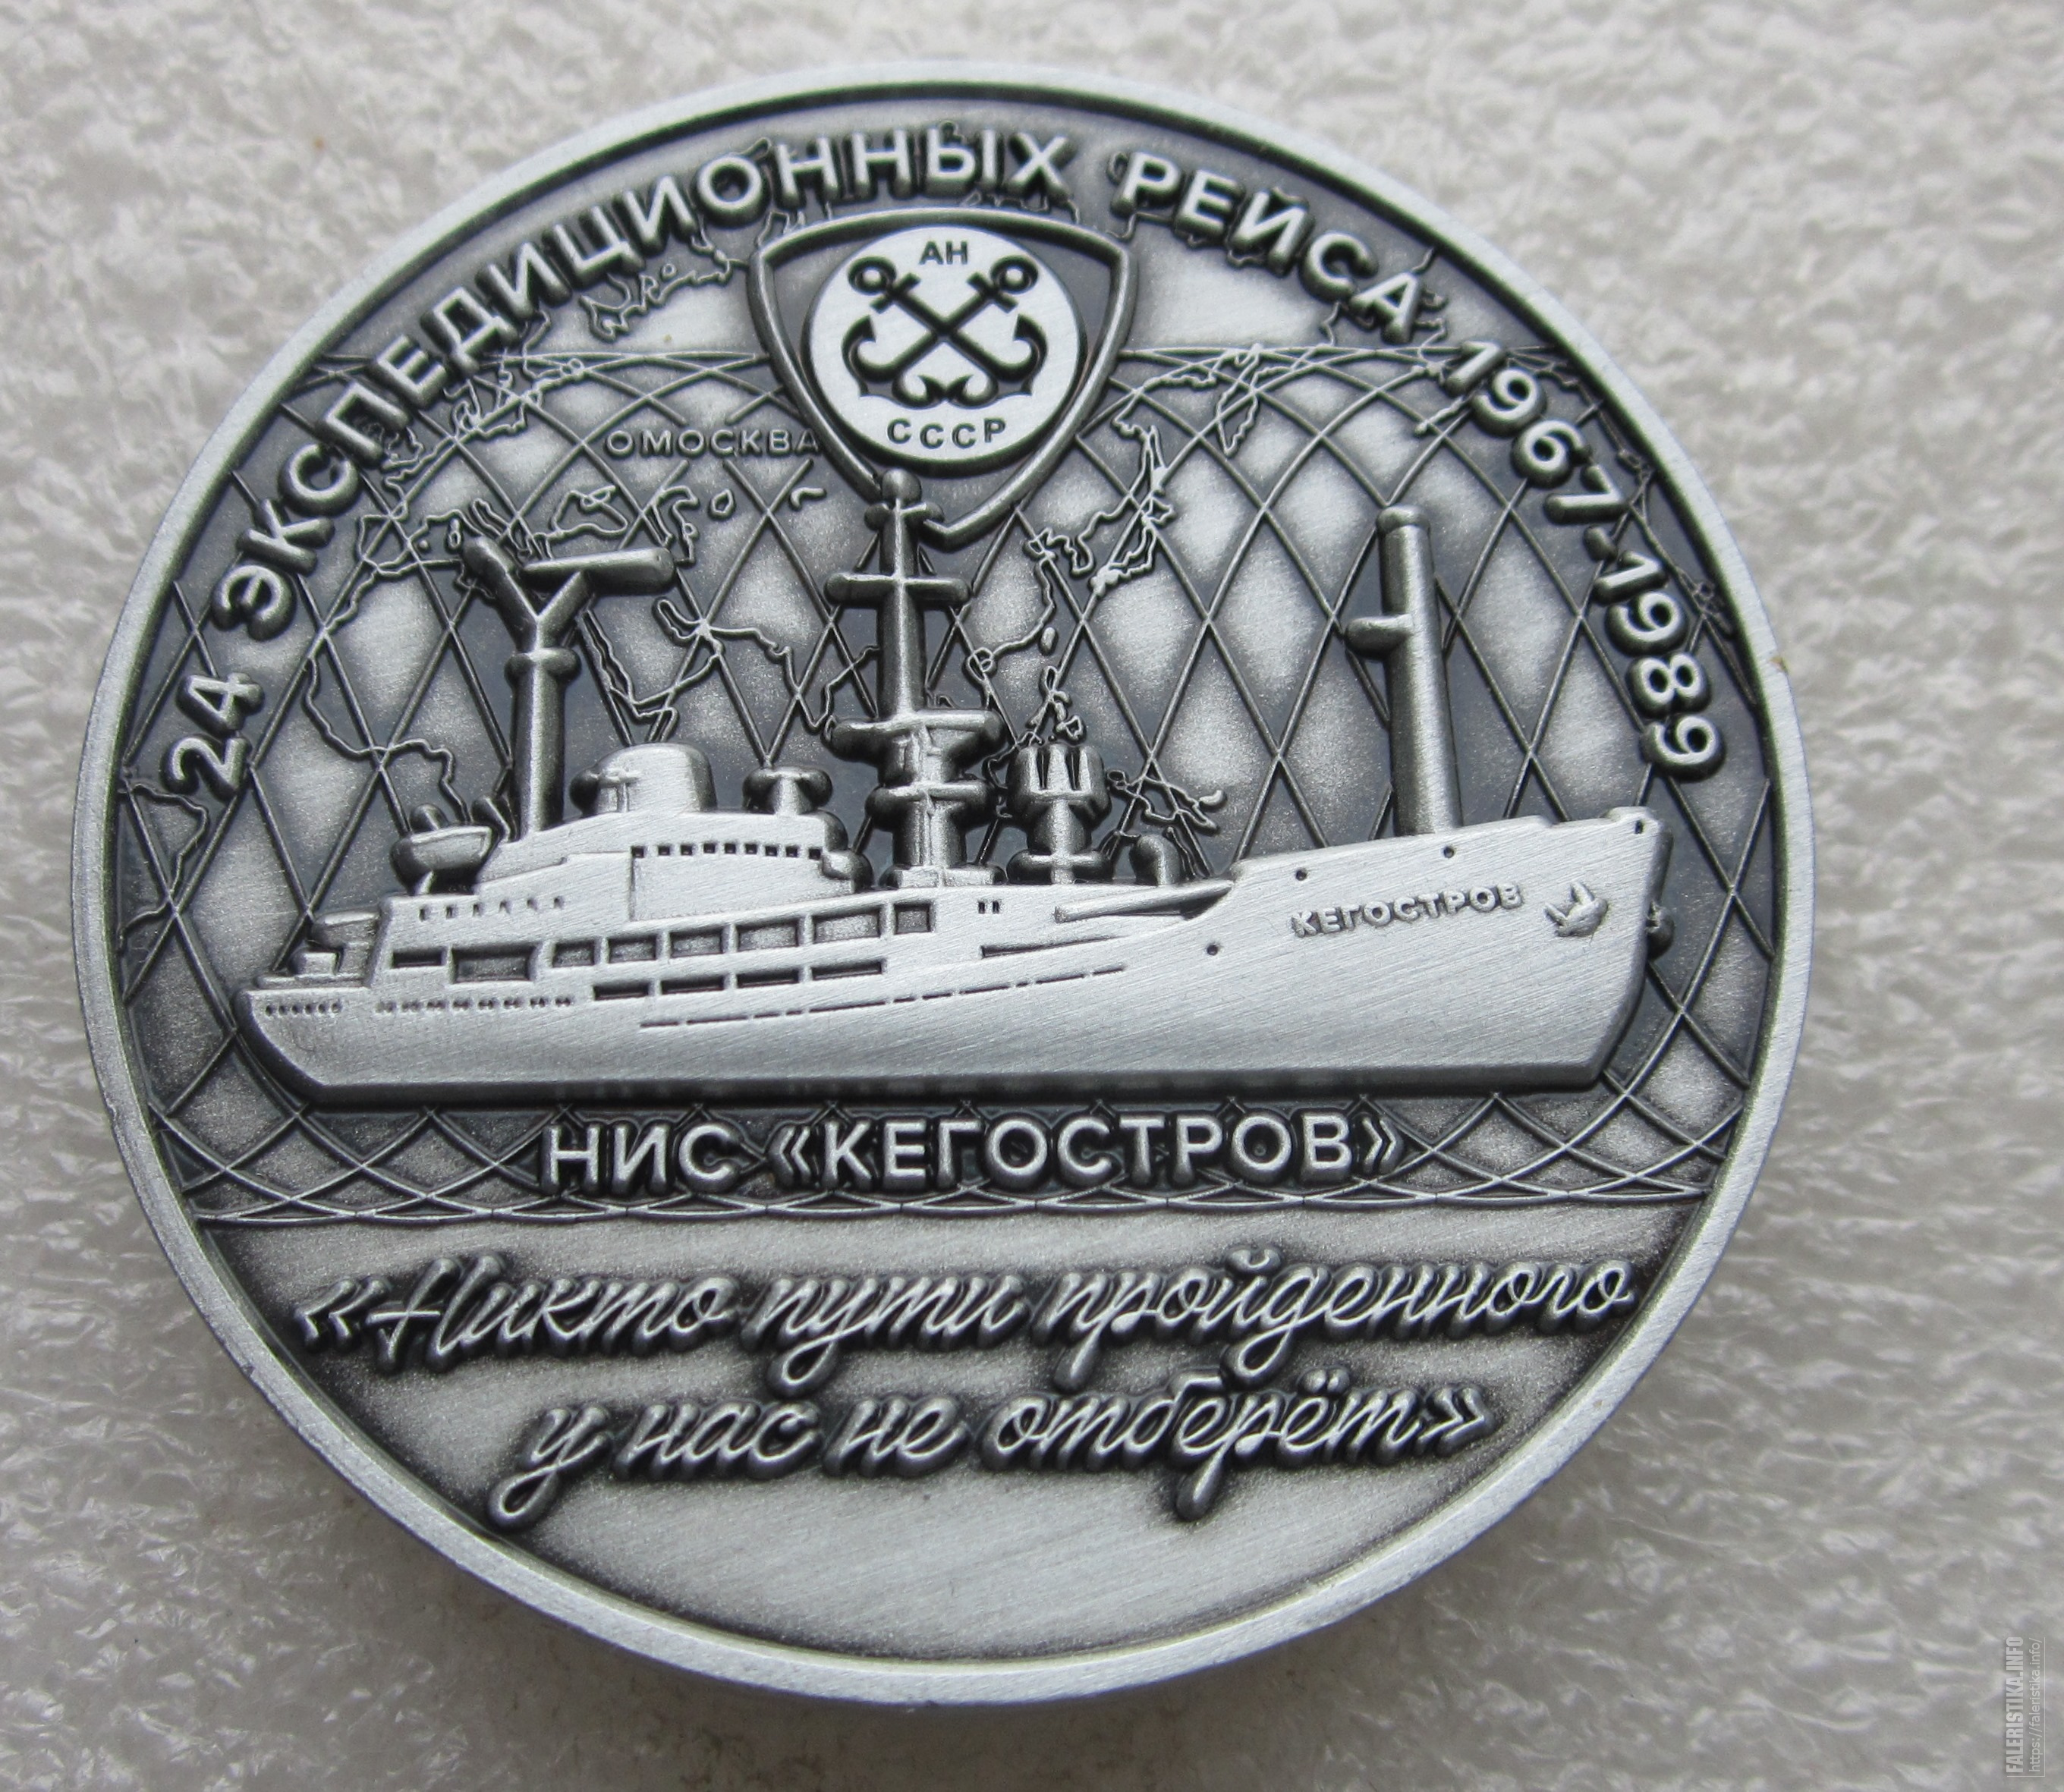 24 ЭКСПЕДИЦИОННЫХ РЕЙСА 1967-1989
АН
СССР
МОСКВА
КЕГОСТРОВ
НИС «КЕГОСТРОВ»
«Никто пути пройденного
у нас не отберёт»
FALERISTIKA.INFO
https://faleristika.info/